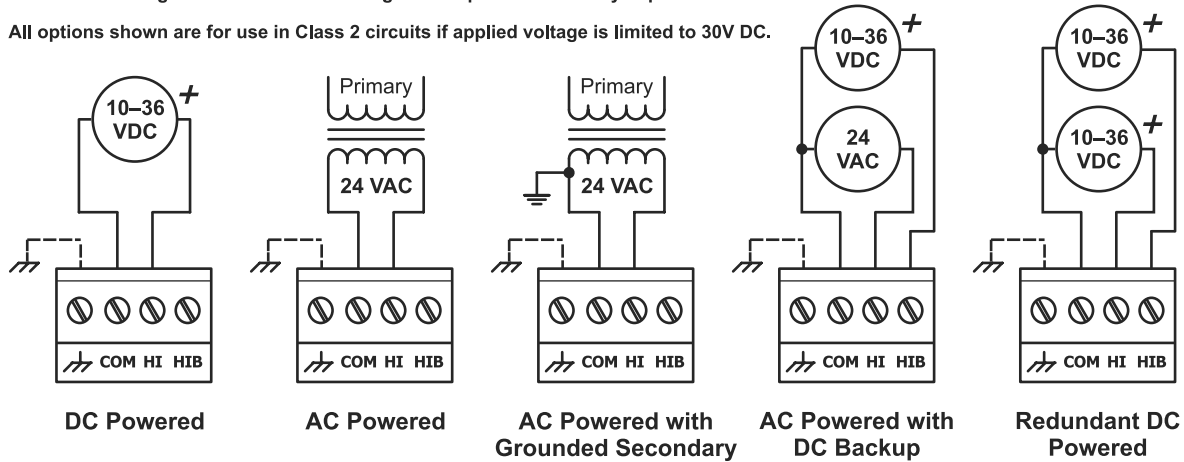 All options shown are for use in Class 2 circuits if applied voltage is limited to 30V DC.
10–36
VDC
+
COM HI HIB
DC Powered
Primary
24 VAC
COM HI HIB
AC Powered
Primary
24 VAC
COM HI HIB
AC Powered with
Grounded Secondary
10–36
VDC
+
24
VAC
COM HI HIB
AC Powered with
DC Backup
10–36
VDC
+
10–36
VDC
+
COM HI HIB
Redundant DC
Powered